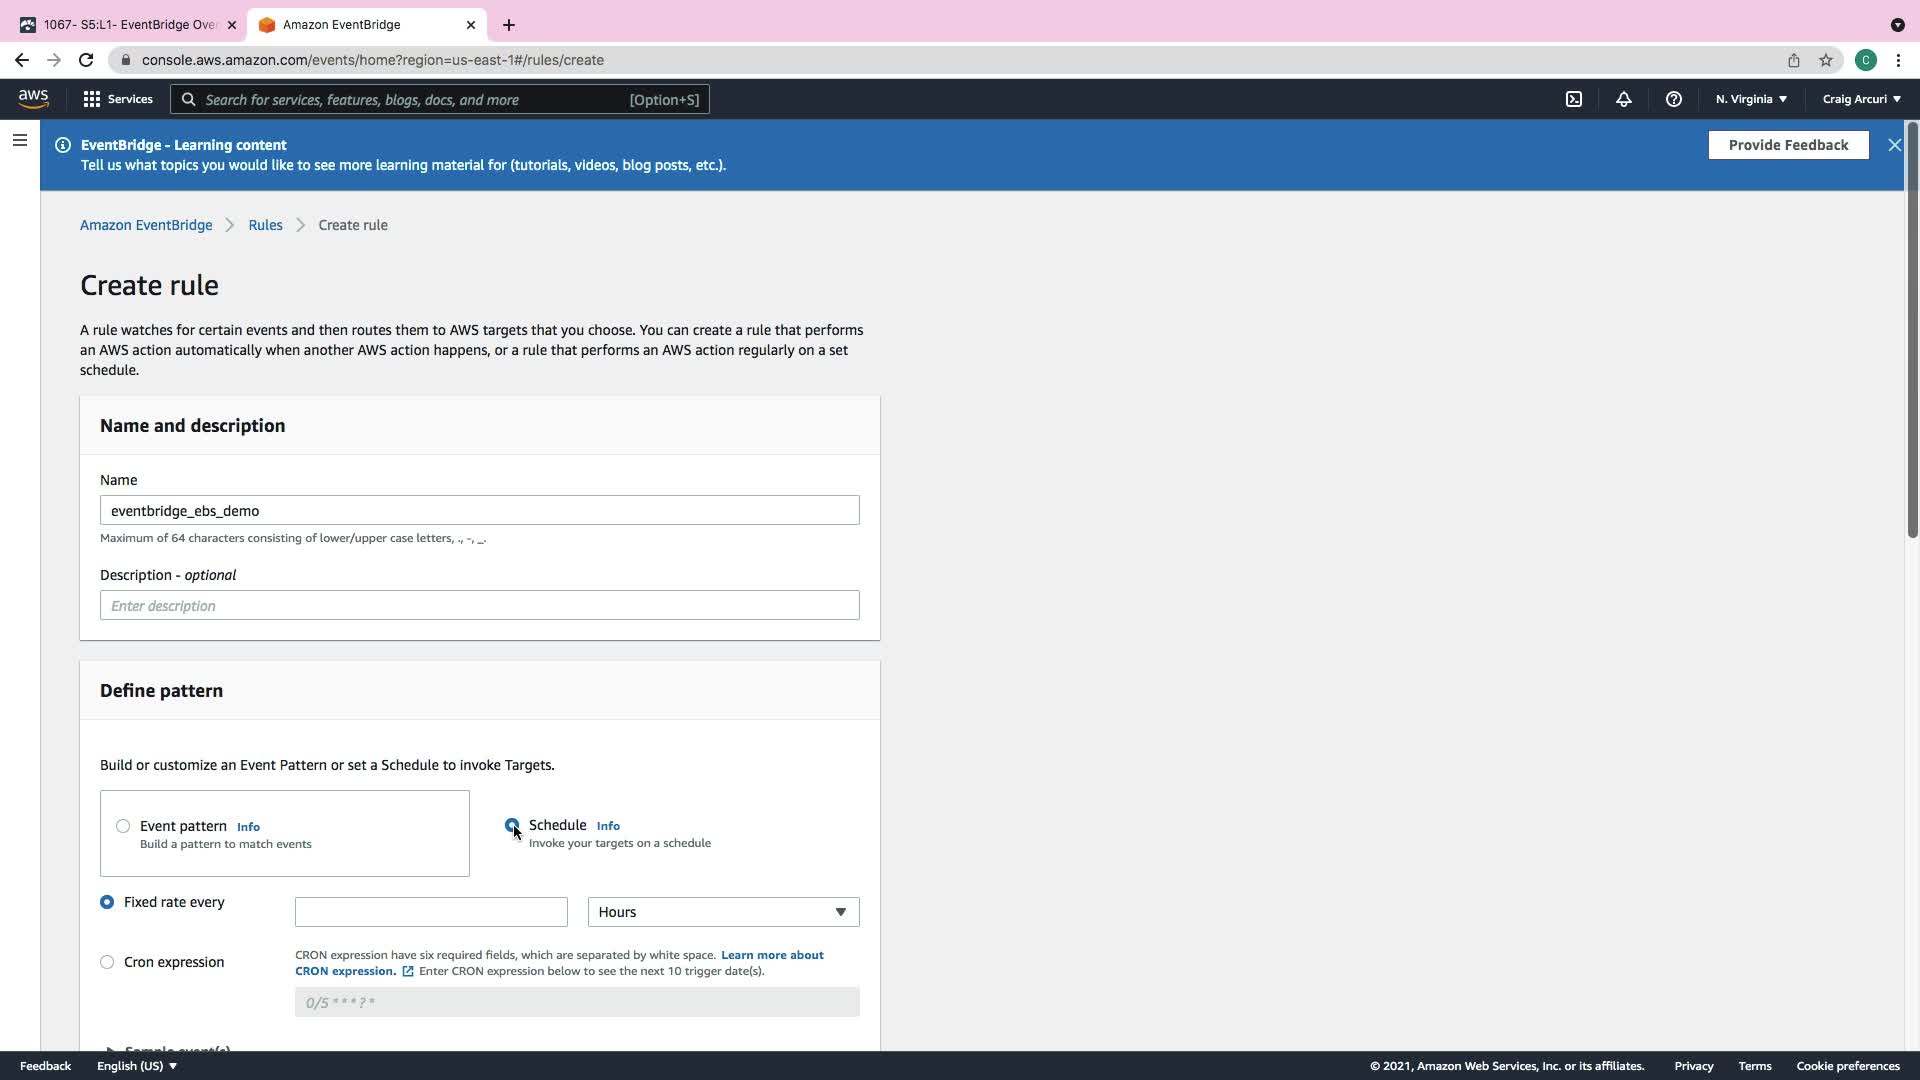 1067- S5:L1- EventBridge Over
Amazon EventBridge
console.aws.amazon.com/events/home?region=us-east-1#/rules/create
C
aws
Services
Search for services, features, blogs, docs, and more
[Option+S]
N. Virginia
Craig Arcuri
EventBridge - Learning content
Tell us what topics you would like to see more learning material for (tutorials, videos, blog posts, etc.).
Provide Feedback
Amazon EventBridge
Rules
Create rule
Create rule
A rule watches for certain events and then routes them to AWS targets that you choose. You can create a rule that performs
an AWS action automatically when another AWS action happens, or a rule that performs an AWS action regularly on a set
schedule.
Name and description
Name
eventbridge_ebs_demo
Maximum of 64 characters consisting of lower/upper case letters, ., -, _.
Description - optional
Enter description
Define pattern
Build or customize an Event Pattern or set a Schedule to invoke Targets.
Event pattern Info
Build a pattern to match events
Schedule Info
Invoke your targets on a schedule
Fixed rate every
Hours
Cron expression
CRON expression have six required fields, which are separated by white space. Learn more about
CRON expression. Enter CRON expression below to see the next 10 trigger date(s).
0/5 * * * ? *
Sample event(s)
Feedback
English (US)
© 2021, Amazon Web Services, Inc. or its affiliates.
Privacy
Terms
Cookie preferences